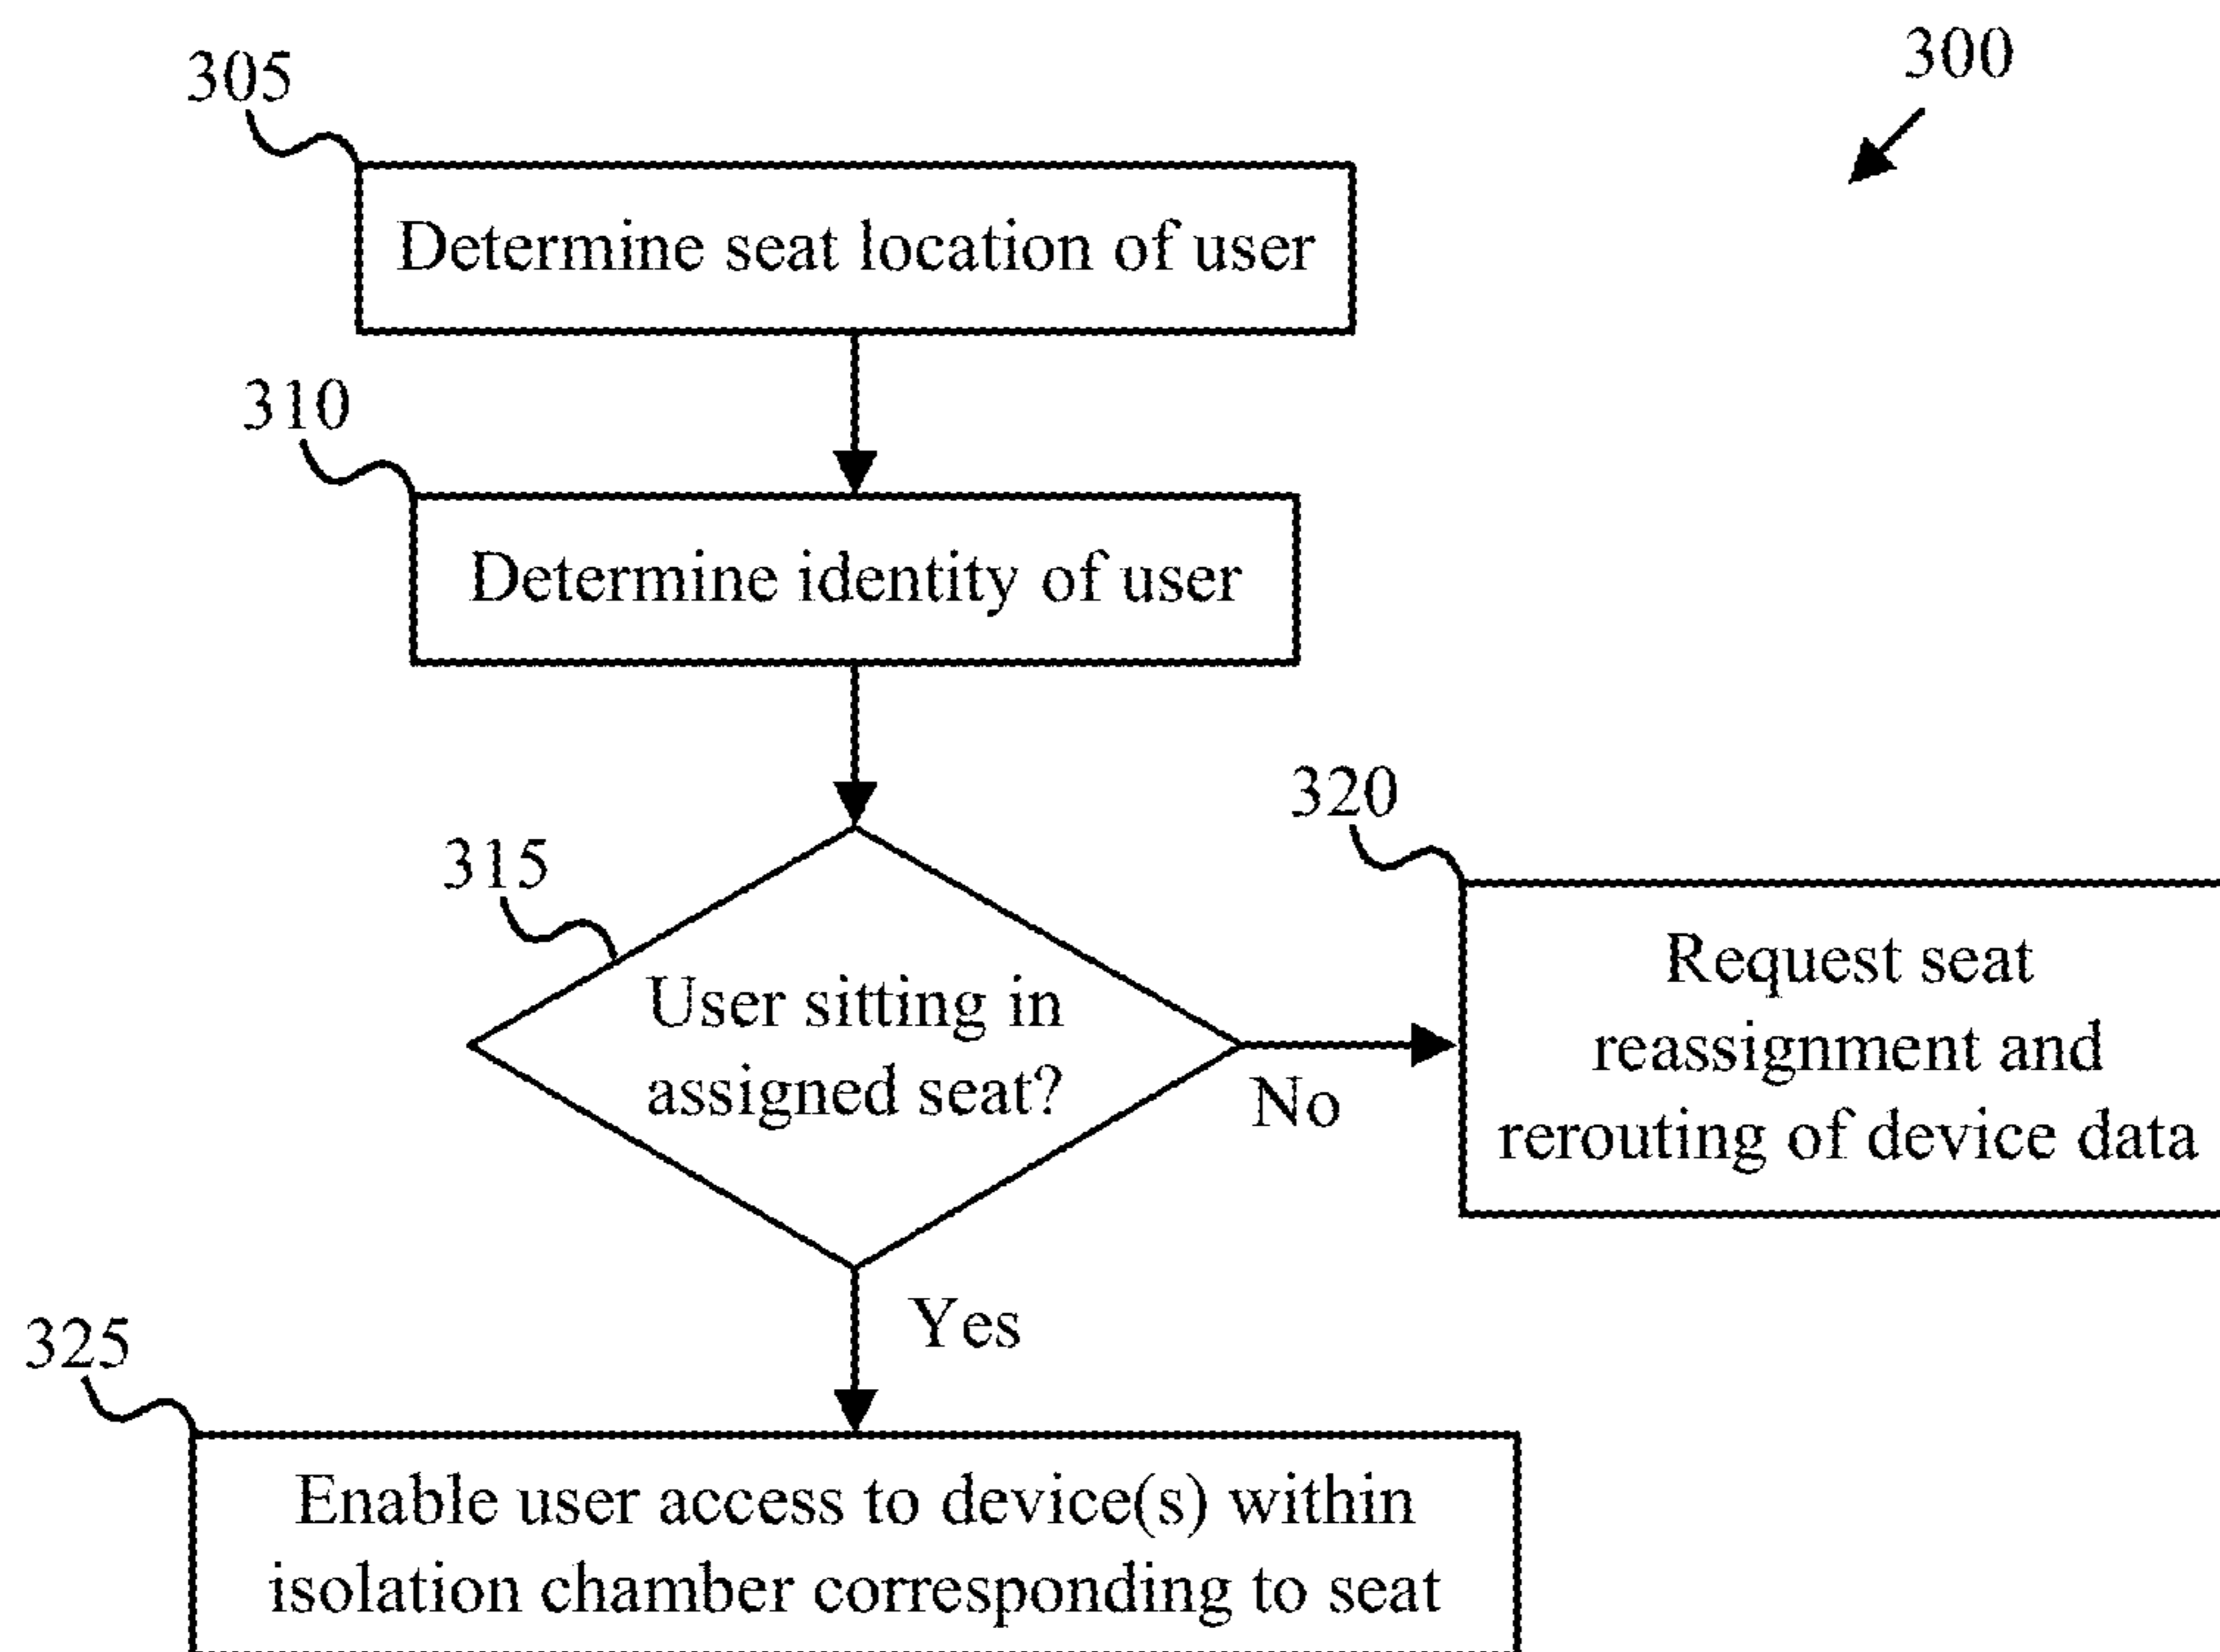 300
305
Determine seat location of user
310
Determine identity of user
315
User sitting in
assigned seat?
No
320
Request seat
reassignment and
rerouting of device data
Yes
325
Enable user access to device(s) within
isolation chamber corresponding to seat